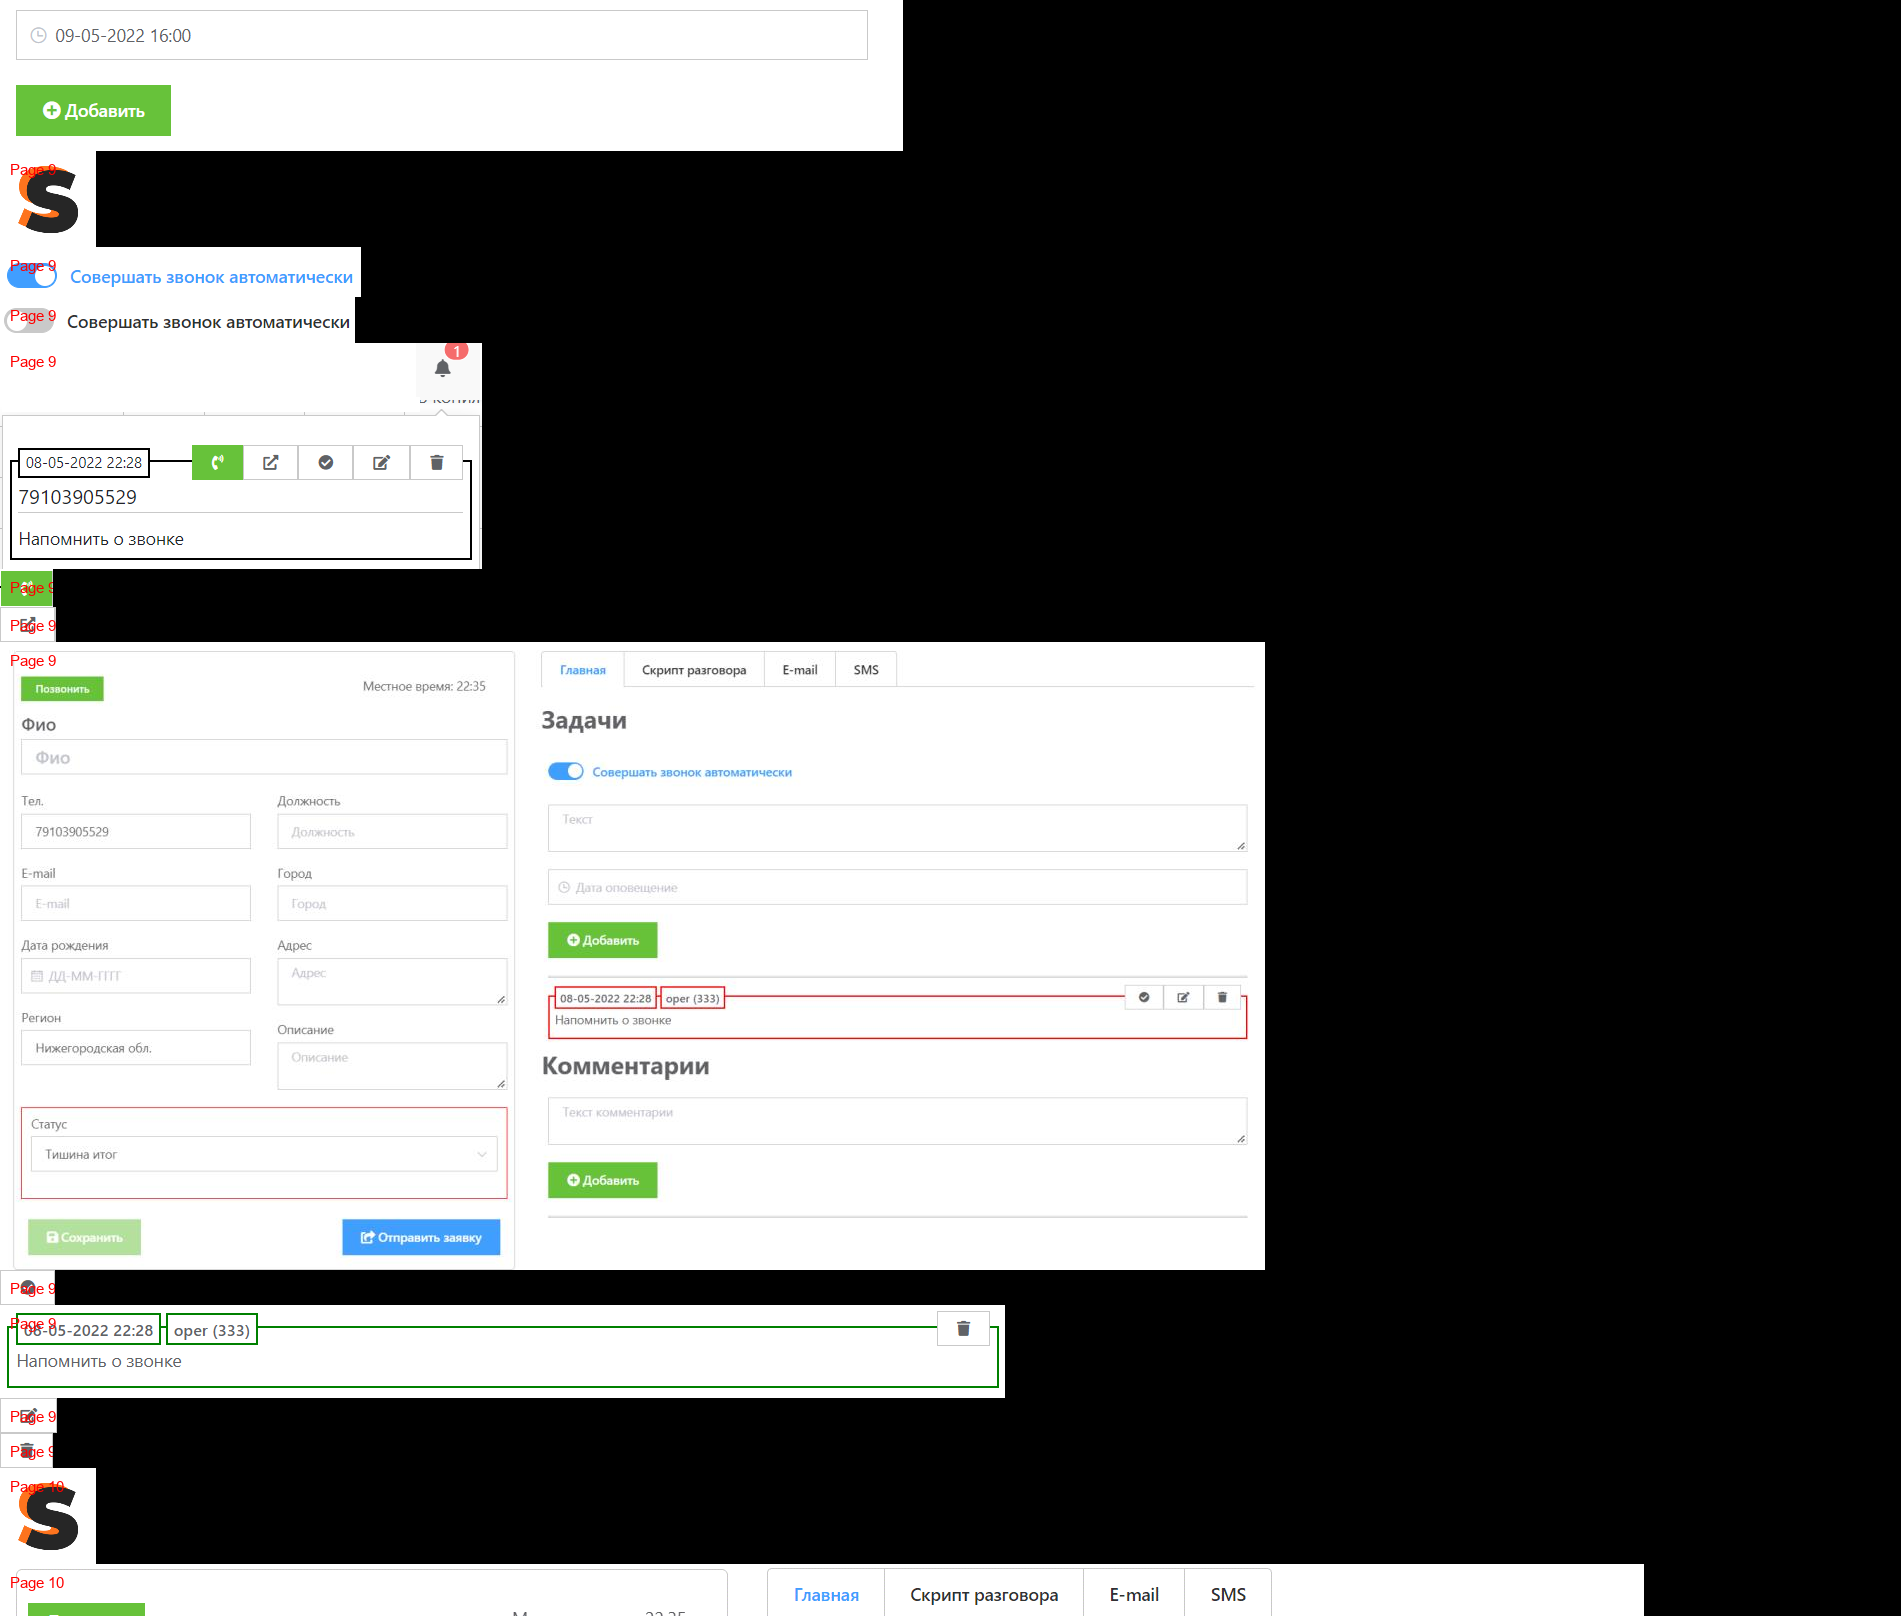 09-05-2022 16:00
Добавить
Page 9
Page 9
Совершать звонок автоматически
Page 9
Совершать звонок автоматически
Page 9
1
08-05-2022 22:28
79103905529
Напомнить о звонке
Page 9
Page 9
Page 9
Позвонить
Местное время: 22:35
Фио
Фио
Тел.
Должность
79103905529
Должность
E-mail
Город
E-mail
Город
Дата рождения
Адрес
ДД-ММ-ГГГГ
Адрес
Регион
Описание
Нижегородская обл.
Описание
Статус
Тишина итог
Сохранить
Отправить заявку
Главная
Скрипт разговора
E-mail
SMS
Задачи
Совершать звонок автоматически
Текст
Дата оповещение
Добавить
08-05-2022 22:28
oper (333)
Напомнить о звонке
Комментарии
Текст комментарии
Добавить
Page 9
Page 9
08-05-2022 22:28
oper (333)
Напомнить о звонке
Page 9
Page 9
Page 10
Page 10
Главная
Скрипт разговора
E-mail
SMS